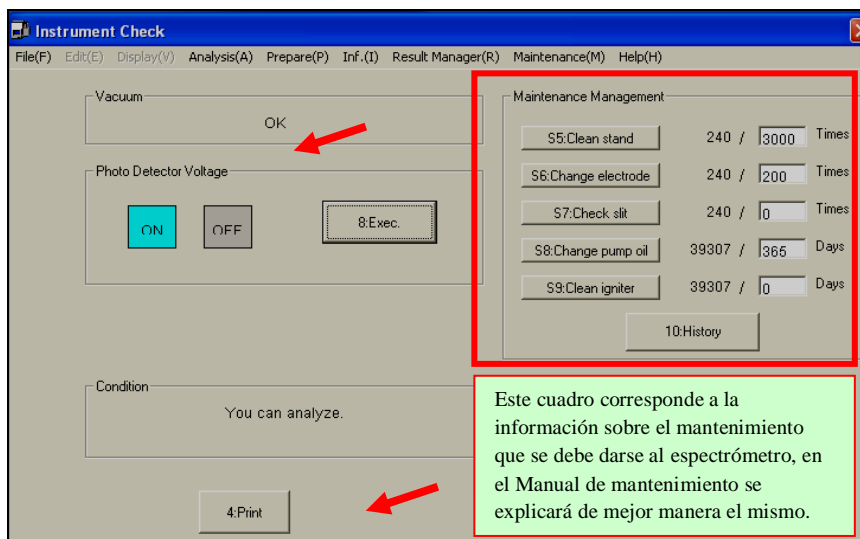 Instrument Check
File(F) Edit(E) Display(V) Analysis(A) Prepare(P) Inf.(I) Result Manager(R) Maintenance(M) Help(H)
Vacuum
OK
Photo Detector Voltage
ON OFF 8:Exec.
Condition
You can analyze.
4:Print
Maintenance Management
S5:Clean stand 240 / 3000 Times
S6:Change electrode 240 / 200 Times
S7:Check slit 240 / 0 Times
S8:Change pump oil 39307 / 365 Days
S9:Clean igniter 39307 / 0 Days
10:History
Este cuadro corresponde a la
información sobre el mantenimiento
que se debe darse al espectrómetro, en
el Manual de mantenimiento se
explicará de mejor manera el mismo.